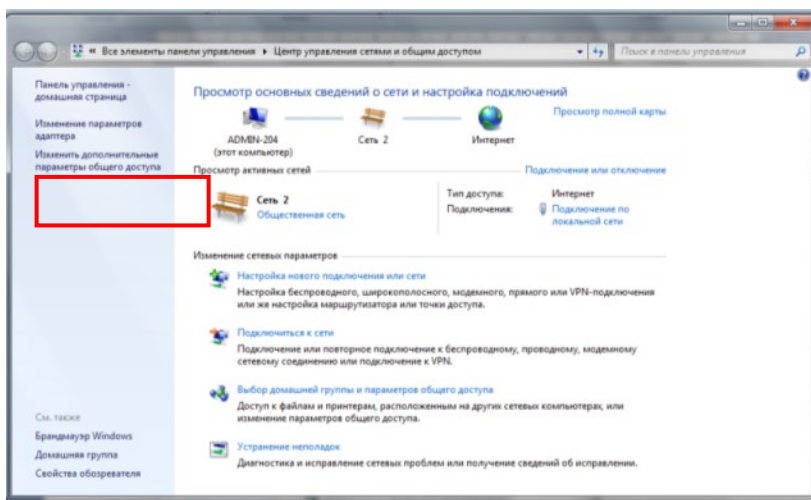 « Все элементы панели управления ▸ Центр управления сетями и общим доступом
Поиск в панели управления
Панель управления -
домашняя страница
Изменение параметров
адаптера
Изменить дополнительные
параметры общего доступа
Просмотр основных сведений о сети и настройка подключений
Просмотр полной карты
ADMIN-204
(этот компьютер)
Сеть 2
Интернет
Просмотр активных сетей
Подключение или отключение
Сеть 2
Общественная сеть
Тип доступа: Интернет
Подключения: Подключение по
локальной сети
Изменение сетевых параметров
Настройка нового подключения или сети
Настройка беспроводного, широкополосного, модемного, прямого или VPN-подключения
или же настройка маршрутизатора или точки доступа.
Подключиться к сети
Подключение или повторное подключение к беспроводному, проводному, модемному
сетевому соединению или подключение к VPN.
Выбор домашней группы и параметров общего доступа
Доступ к файлам и принтерам, расположенным на других сетевых компьютерах, или
изменение параметров общего доступа.
Устранение неполадок
Диагностика и исправление сетевых проблем или получение сведений об исправлении.
См. также
Брандмауэр Windows
Домашняя группа
Свойства обозревателя